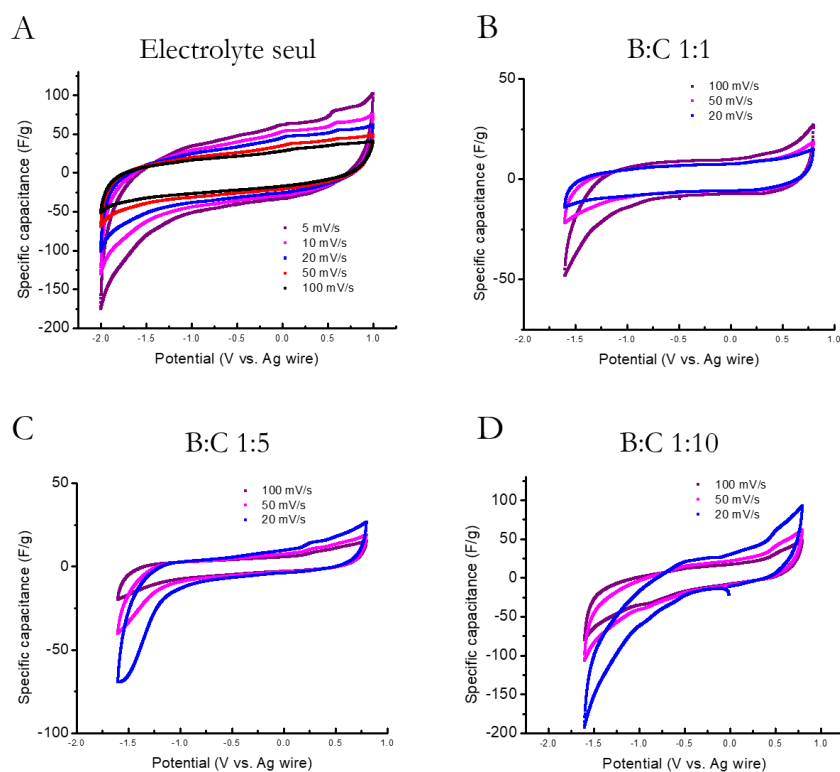 A
Electrolyte seul
Specific capacitance (F/g)
100
50
0
-50
-100
-150
-200
5 mV/s
10 mV/s
20 mV/s
50 mV/s
100 mV/s
-2.0 -1.5 -1.0 -0.5 0.0 0.5 1.0
Potential (V vs. Ag wire)
B
B:C 1:1
Specific capacitance (F/g)
50
0
-50
100 mV/s
50 mV/s
20 mV/s
-2.0 -1.5 -1.0 -0.5 0.0 0.5 1.0
Potential (V vs. Ag wire)
C
B:C 1:5
Specific capacitance (F/g)
50
0
-50
-100
100 mV/s
50 mV/s
20 mV/s
-2.0 -1.5 -1.0 -0.5 0.0 0.5 1.0
Potential (V vs. Ag wire)
D
B:C 1:10
Specific capacitance (F/g)
100
50
0
-50
-100
-150
-200
100 mV/s
50 mV/s
20 mV/s
-2.0 -1.5 -1.0 -0.5 0.0 0.5 1.0
Potential (V vs. Ag wire)